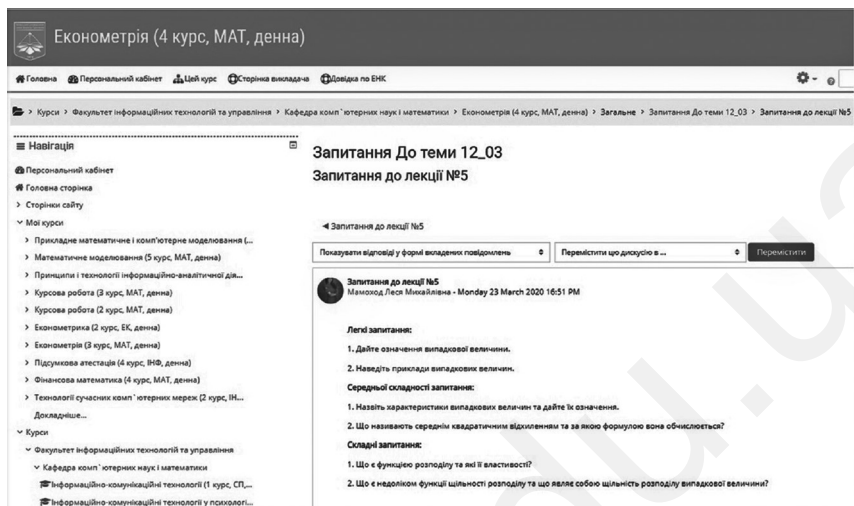 Економетрія (4 курс, МАТ, денна)
Головна Персональний кабінет Цей курс Сторінка викладача Довідка по ЕНК
> Курси > Факультет інформаційних технологій та управління > Кафедра комп`ютерних наук і математики > Економетрія (4 курс, МАТ, денна) > Загальне > Запитання До теми 12_03 > Запитання до лекції №5
Навігація
Персональний кабінет
Головна сторінка
> Сторінки сайту
Мої курси
> Прикладне математичне і комп'ютерне моделювання (...
> Математичне моделювання (5 курс, МАТ, денна)
> Принципи і технології інформаційно-аналітичної дія...
> Курсова робота (3 курс, МАТ, денна)
> Курсова робота (2 курс, МАТ, денна)
> Економетрика (2 курс, ЕК, денна)
> Економетрія (3 курс, МАТ, денна)
> Підсумкова атестація (4 курс, ІНФ, денна)
> Фінансова математика (4 курс, МАТ, денна)
> Технології сучасних комп`ютерних мереж (2 курс, ІН...
Докладніше...
Курси
Факультет інформаційних технологій та управління
Кафедра комп`ютерних наук і математики
Інформаційно-комунікаційні технології (1 курс, СП,...
Інформаційно-комунікаційні технології у психологі...
Запитання До теми 12_03
Запитання до лекції №5
◄ Запитання до лекції №5
Показувати відповіді у формі вкладених повідомлень Перемістити цю дискусію в ... Перемістити
Запитання до лекції №5
Мамоход Леся Михайлівна - Monday 23 March 2020 16:51 PM
Легкі запитання:
1. Дайте означення випадкової величини.
2. Наведіть приклади випадкових величин.
Середньої складності запитання:
1. Назвіть характеристики випадкових величин та дайте їх означення.
2. Що називають середнім квадратичним відхиленням та за якою формулою вона обчислюється?
Складні запитання:
1. Що є функцією розподілу та які її властивості?
2. Що є недоліком функції щільності розподілу та що являє собою щільність розподілу випадкової величини?
du.ua